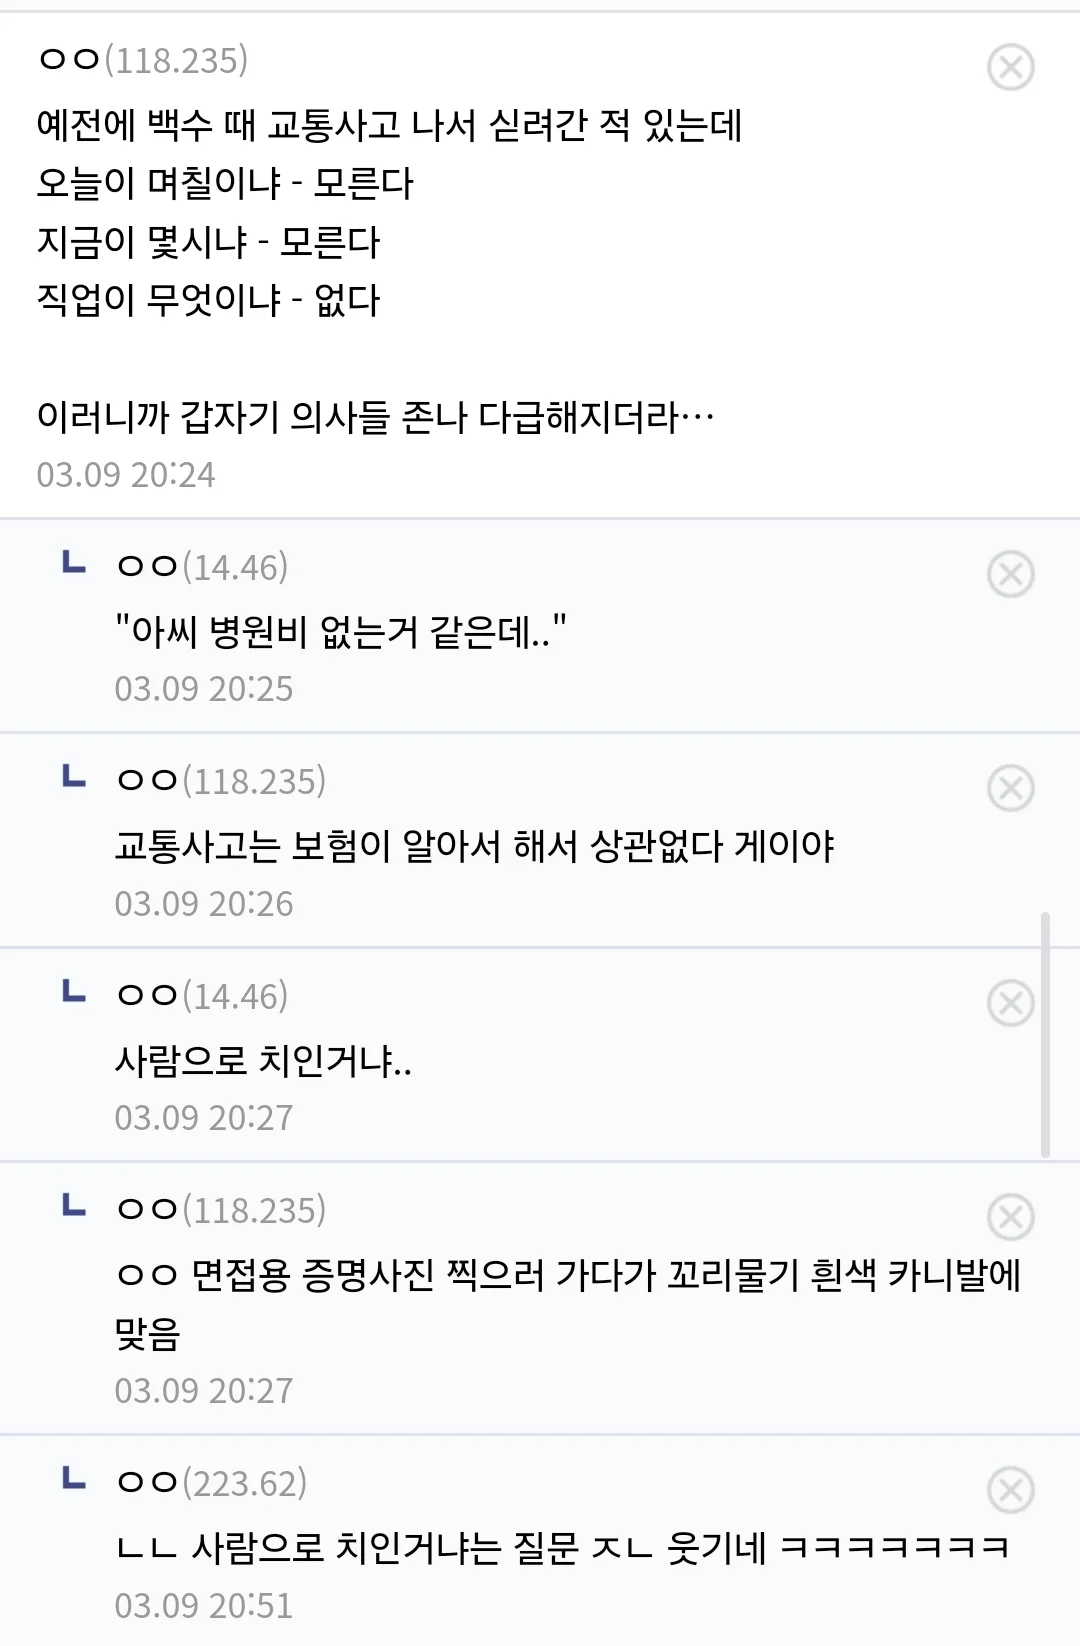 ㅇㅇ(118.235)
예전에 백수 때 교통사고 나서 싣려간 적 있는데
오늘이 며칠이냐 - 모른다
지금이 몇시냐 - 모른다
직업이 무엇이냐 - 없다
이러니까 갑자기 의사들 존나 다급해지더라…
03.09 20:24
ㅇㅇ(14.46)
"아씨 병원비 없는거 같은데.."
03.09 20:25
ㅇㅇ(118.235)
교통사고는 보험이 알아서 해서 상관없다 게이야
03.09 20:26
ㅇㅇ(14.46)
사람으로 치인거냐..
03.09 20:27
ㅇㅇ(118.235)
ㅇㅇ 면접용 증명사진 찍으러 가다가 꼬리물기 흰색 카니발에
맞음
03.09 20:27
ㅇㅇ(223.62)
ㄴㄴ 사람으로 치인거냐는 질문 ㅈㄴ 웃기네 ㅋㅋㅋㅋㅋㅋㅋ
03.09 20:51